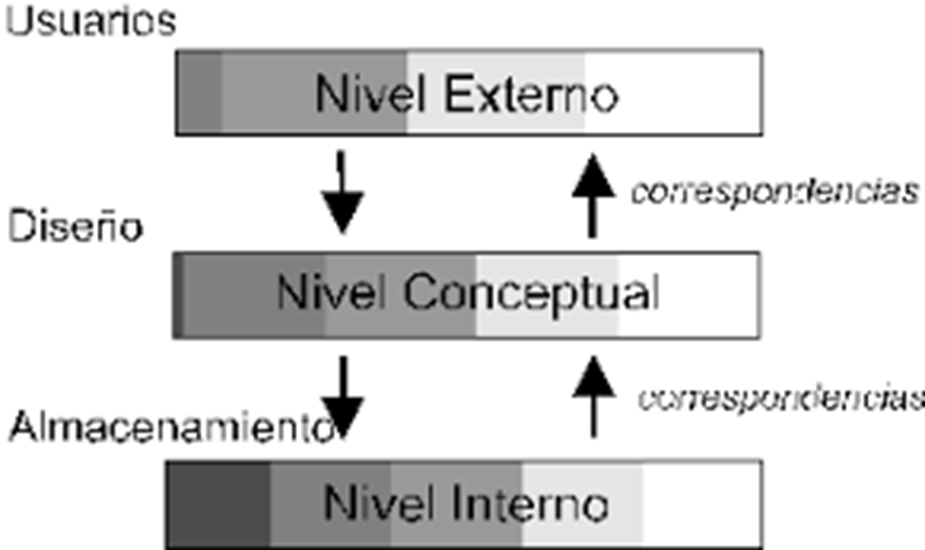 Usuarios
Nivel Externo
correspondencias
Diseño
Nivel Conceptual
correspondencias
Almacenamiento
Nivel Interno